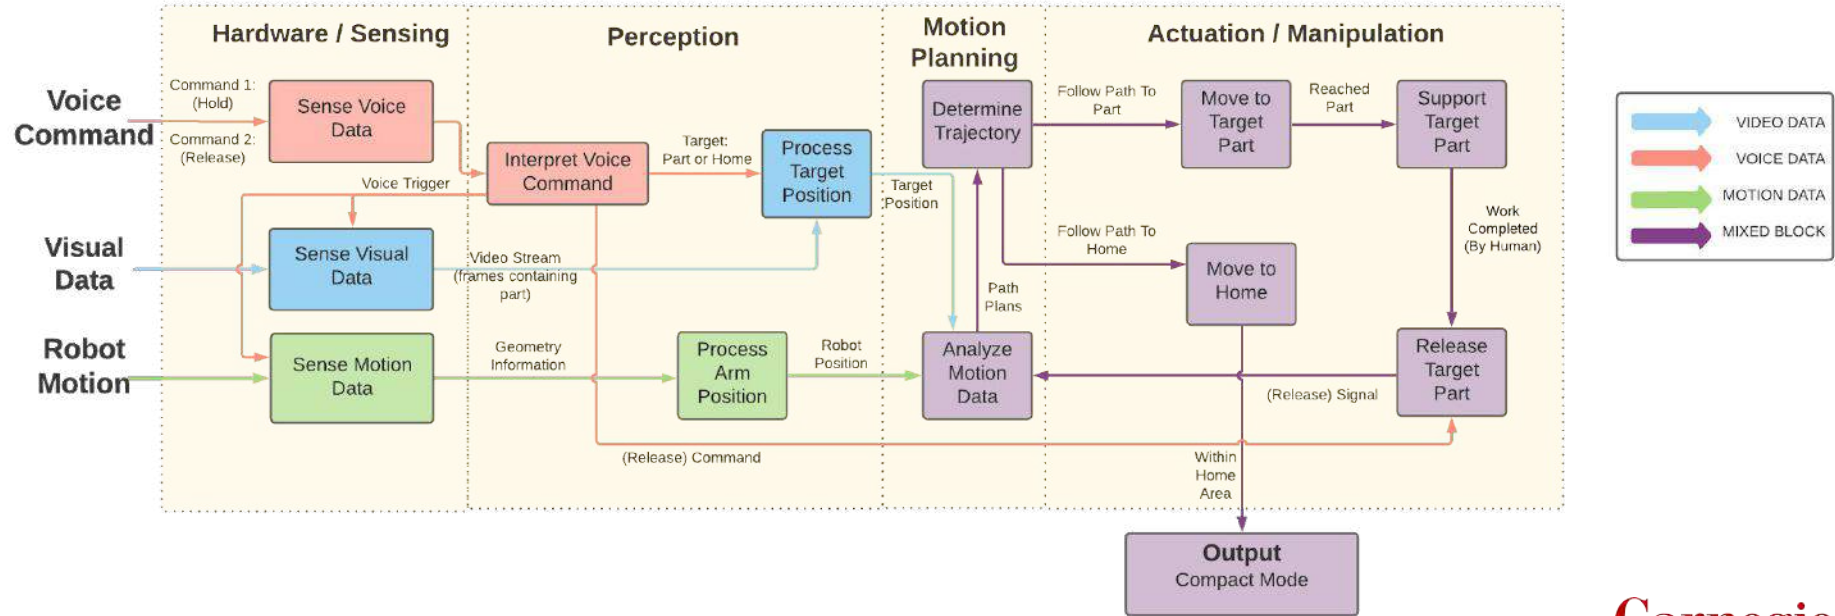 Hardware / Sensing
Perception
Motion
Planning
Actuation / Manipulation
Voice
Command
Command 1:
(Hold)
Command 2:
(Release)
Sense Voice
Data
Voice Trigger
Interpret Voice
Command
Target:
Part or Home
Process
Target
Position
Target
Position
Determine
Trajectory
Follow Path To
Part
Move to
Target
Part
Reached
Part
Support
Target
Part
VIDEO DATA
VOICE DATA
MOTION DATA
MIXED BLOCK
Visual
Data
Sense Visual
Data
Video Stream
(frames containing
part)
Follow Path To
Home
Move to
Home
Work
Completed
(By Human)
Path
Plans
Robot
Motion
Sense Motion
Data
Geometry
Information
Process
Arm
Position
Robot
Position
Analyze
Motion
Data
(Release) Signal
Release
Target
Part
(Release) Command
Within
Home
Area
Output
Compact Mode